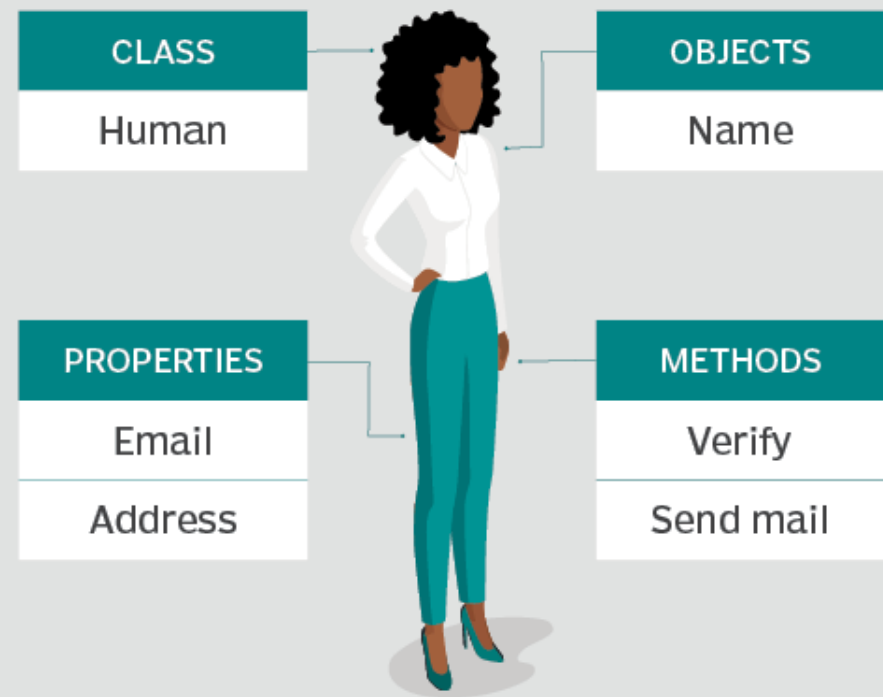 CLASS
Human
OBJECTS
Name
PROPERTIES
Email
Address
METHODS
Verify
Send mail